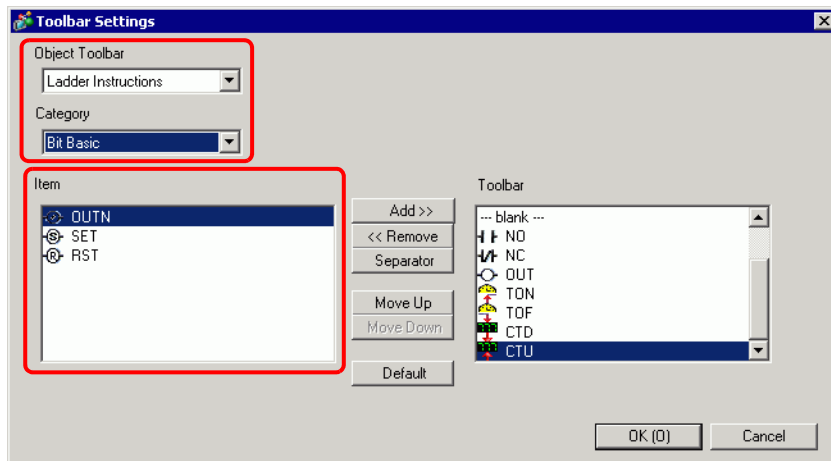 Toolbar Settings
Object Toolbar
Ladder Instructions
Category
Bit Basic
Item
OUTN
SET
RST
Add >>
<< Remove
Separator
Move Up
Move Down
Default
Toolbar
--- blank ---
NO
NC
OUT
TON
TOF
CTD
CTU
OK (O)
Cancel